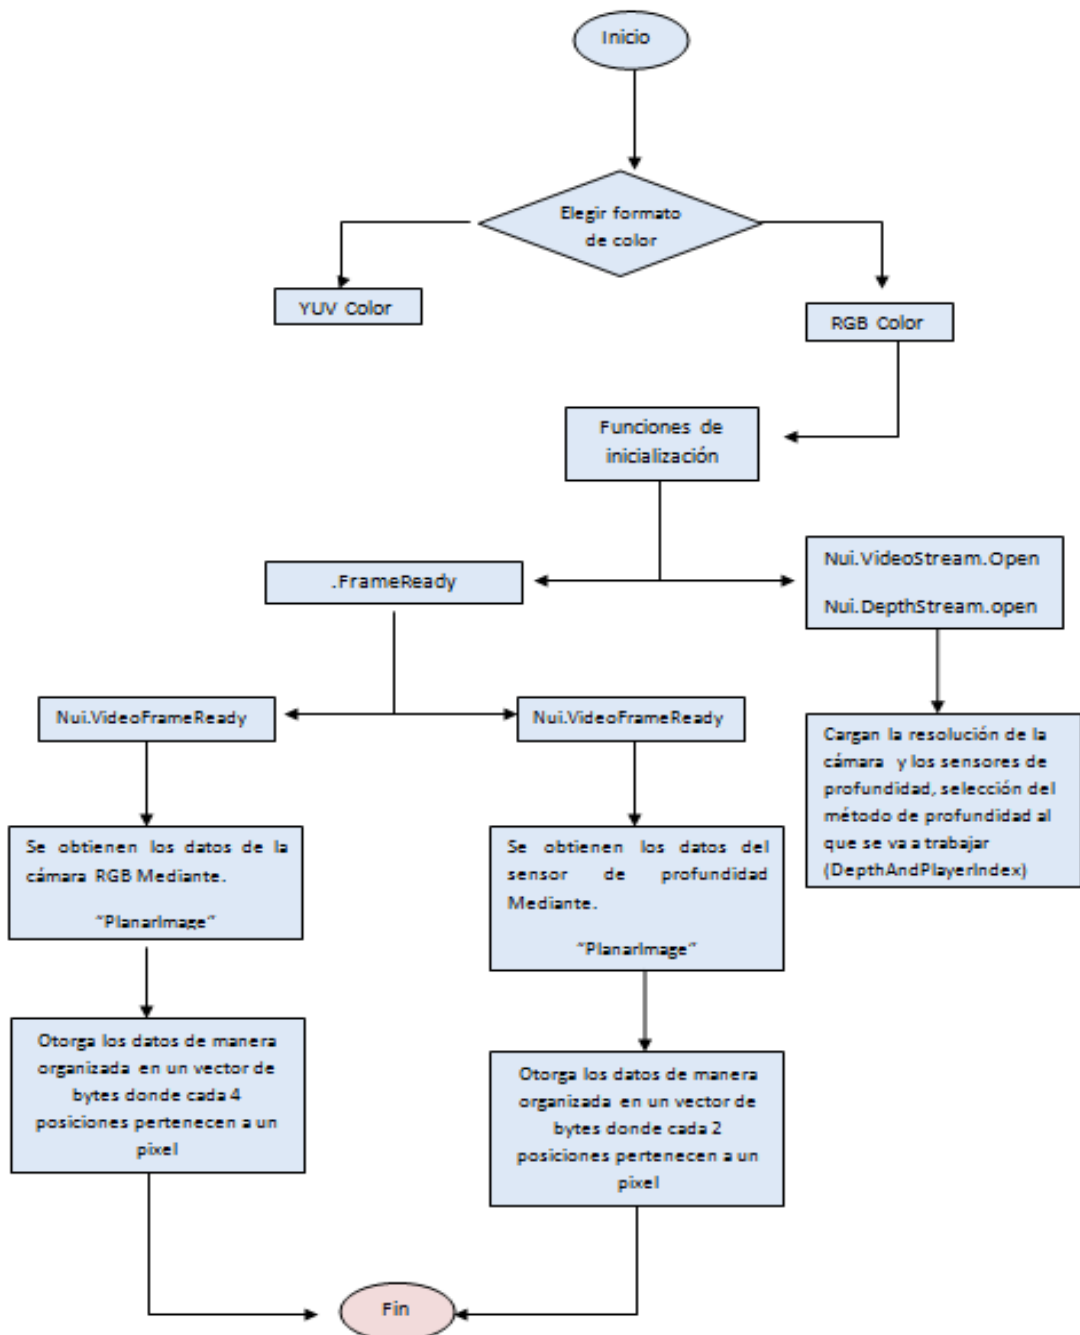 Inicio
Elegir formato
de color
YUV Color
RGB Color
Funciones de
inicialización
.FrameReady
Nui.VideoStream.Open
Nui.DepthStream.open
Nui.VideoFrameReady
Nui.VideoFrameReady
Cargan la resolución de la
cámara y los sensores de
profundidad, selección del
método de profundidad al
que se va a trabajar
(DepthAndPlayerIndex)
Se obtienen los datos de la
cámara RGB Mediante.
"PlanarImage"
Se obtienen los datos del
sensor de profundidad
Mediante.
"PlanarImage"
Otorga los datos de manera
organizada en un vector de
bytes donde cada 4
posiciones pertenecen a un
pixel
Otorga los datos de manera
organizada en un vector de
bytes donde cada 2
posiciones pertenecen a un
pixel
Fin